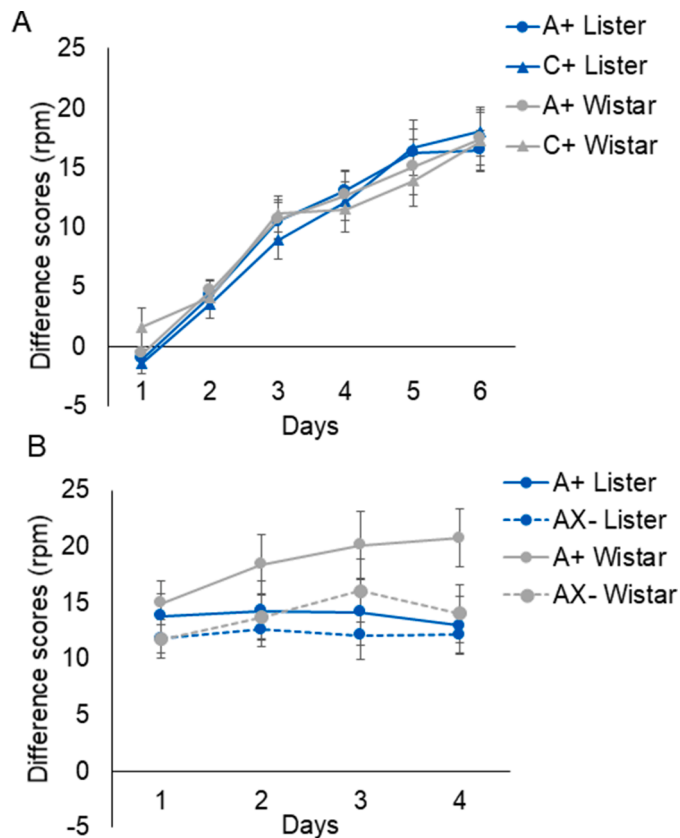 A
A+ Lister
C+ Lister
A+ Wistar
C+ Wistar
Difference scores (rpm)
25
20
15
10
5
0
-5
1 2 3 4 5 6
Days
B
A+ Lister
AX- Lister
A+ Wistar
AX- Wistar
Difference scores (rpm)
25
20
15
10
5
0
-5
1 2 3 4
Days